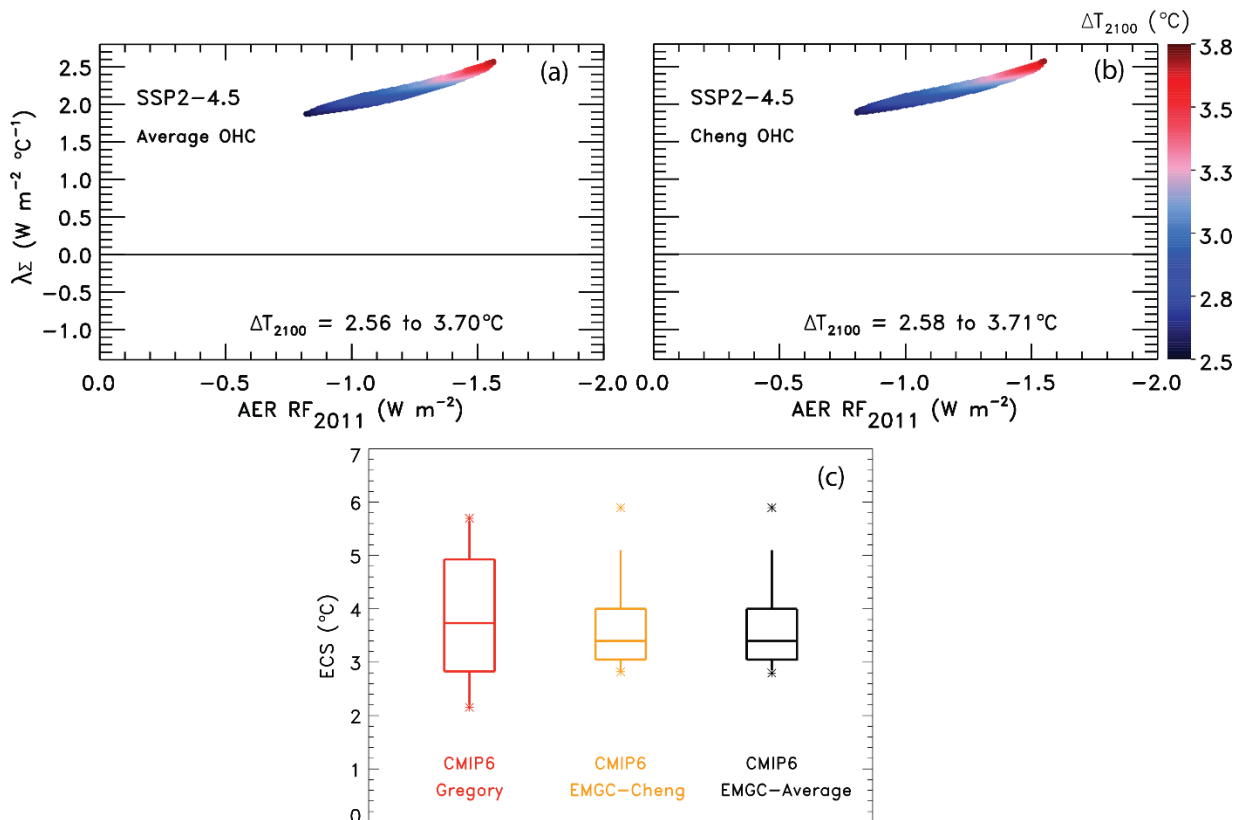 ΔT2100 (°C)
(a)
SSP2−4.5
Average OHC
ΔT2100 = 2.56 to 3.70°C
2.5
2.0
1.5
1.0
0.5
0.0
−0.5
−1.0
λΣ (W m−2 °C−1)
0.0 −0.5 −1.0 −1.5 −2.0
AER RF2011 (W m−2)
(b)
SSP2−4.5
Cheng OHC
ΔT2100 = 2.58 to 3.71°C
0.0 −0.5 −1.0 −1.5 −2.0
AER RF2011 (W m−2)
3.8
3.5
3.3
3.0
2.8
2.5
(c)
7
6
5
4
3
2
1
0
ECS (°C)
CMIP6
Gregory
CMIP6
EMGC−Cheng
CMIP6
EMGC−Average